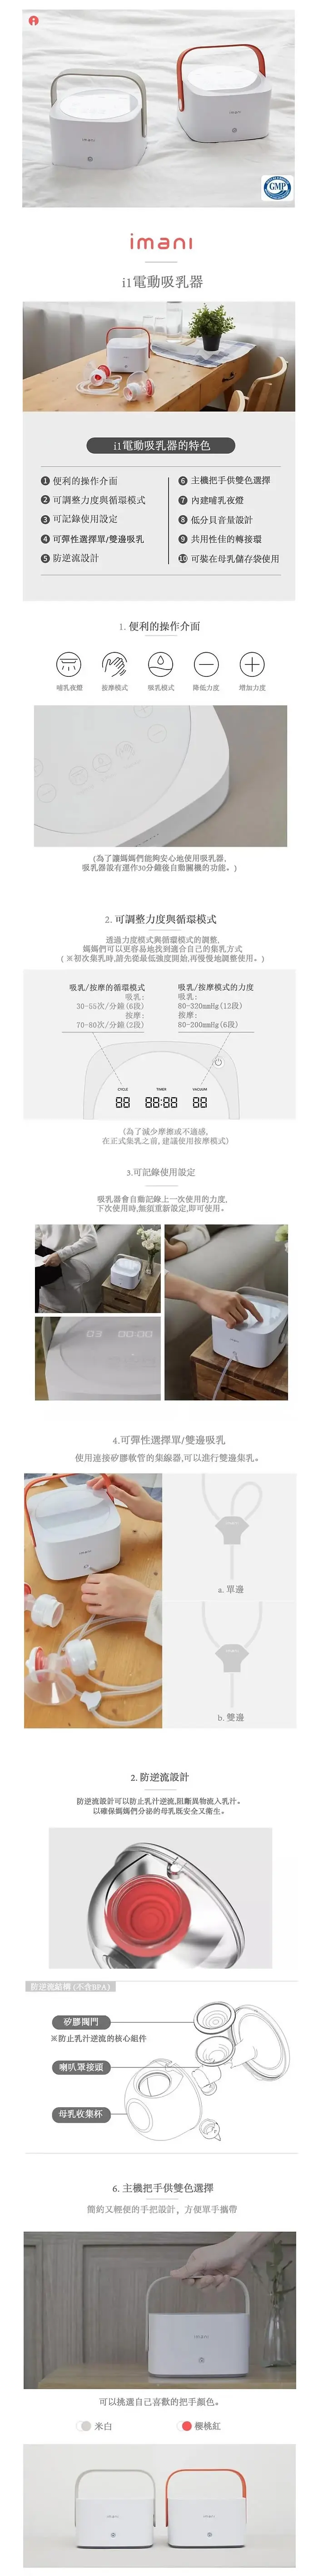 imani
imani
GMP
imani
i1電動吸乳器
i1電動吸乳器的特色
1 便利的操作介面
2 可調整力度與循環模式
3 可記錄使用設定
4 可彈性選擇單/雙邊吸乳
5 防逆流設計
6 主機把手供雙色選擇
7 內建哺乳夜燈
8 低分貝音量設計
9 共用性佳的轉接環
10 可裝在母乳儲存袋使用
1. 便利的操作介面
哺乳夜燈
按摩模式
吸乳模式
降低力度
增加力度
(為了讓媽媽們能夠安心地使用吸乳器,
吸乳器設有運作30分鐘後自動關機的功能。)
2. 可調整力度與循環模式
透過力度模式與循環模式的調整,
媽媽們可以更容易地找到適合自己的集乳方式
( ※初次集乳時,請先從最低強度開始,再慢慢地調整使用。)
吸乳/按摩的循環模式
吸乳:
30-55次/分鐘(6段)
按摩:
70-80次/分鐘(2段)
吸乳/按摩模式的力度
吸乳:
80-320mmHg(12段)
按摩:
80-200mmHg(6段)
CYCLE
TIMER
VACUUM
88
88:88
88
(為了減少摩擦或不適感,
在正式集乳之前,建議使用按摩模式)
3.可記錄使用設定
吸乳器會自動記錄上一次使用的力度,
下次使用時,無須重新設定,即可使用。
03
00:00
imani
4.可彈性選擇單/雙邊吸乳
使用連接矽膠軟管的集線器,可以進行雙邊集乳。
imani
a. 單邊
b. 雙邊
2. 防逆流設計
防逆流設計可以防止乳汁逆流,阻斷異物流入乳汁。
以確保媽媽們分泌的母乳既安全又衛生。
防逆流結構 (不含BPA)
矽膠閥門
※防止乳汁逆流的核心組件
喇叭罩接頭
母乳收集杯
6. 主機把手供雙色選擇
簡約又輕便的手把設計，方便單手攜帶
imani
可以挑選自己喜歡的把手顏色。
米白
櫻桃紅
imani
imani